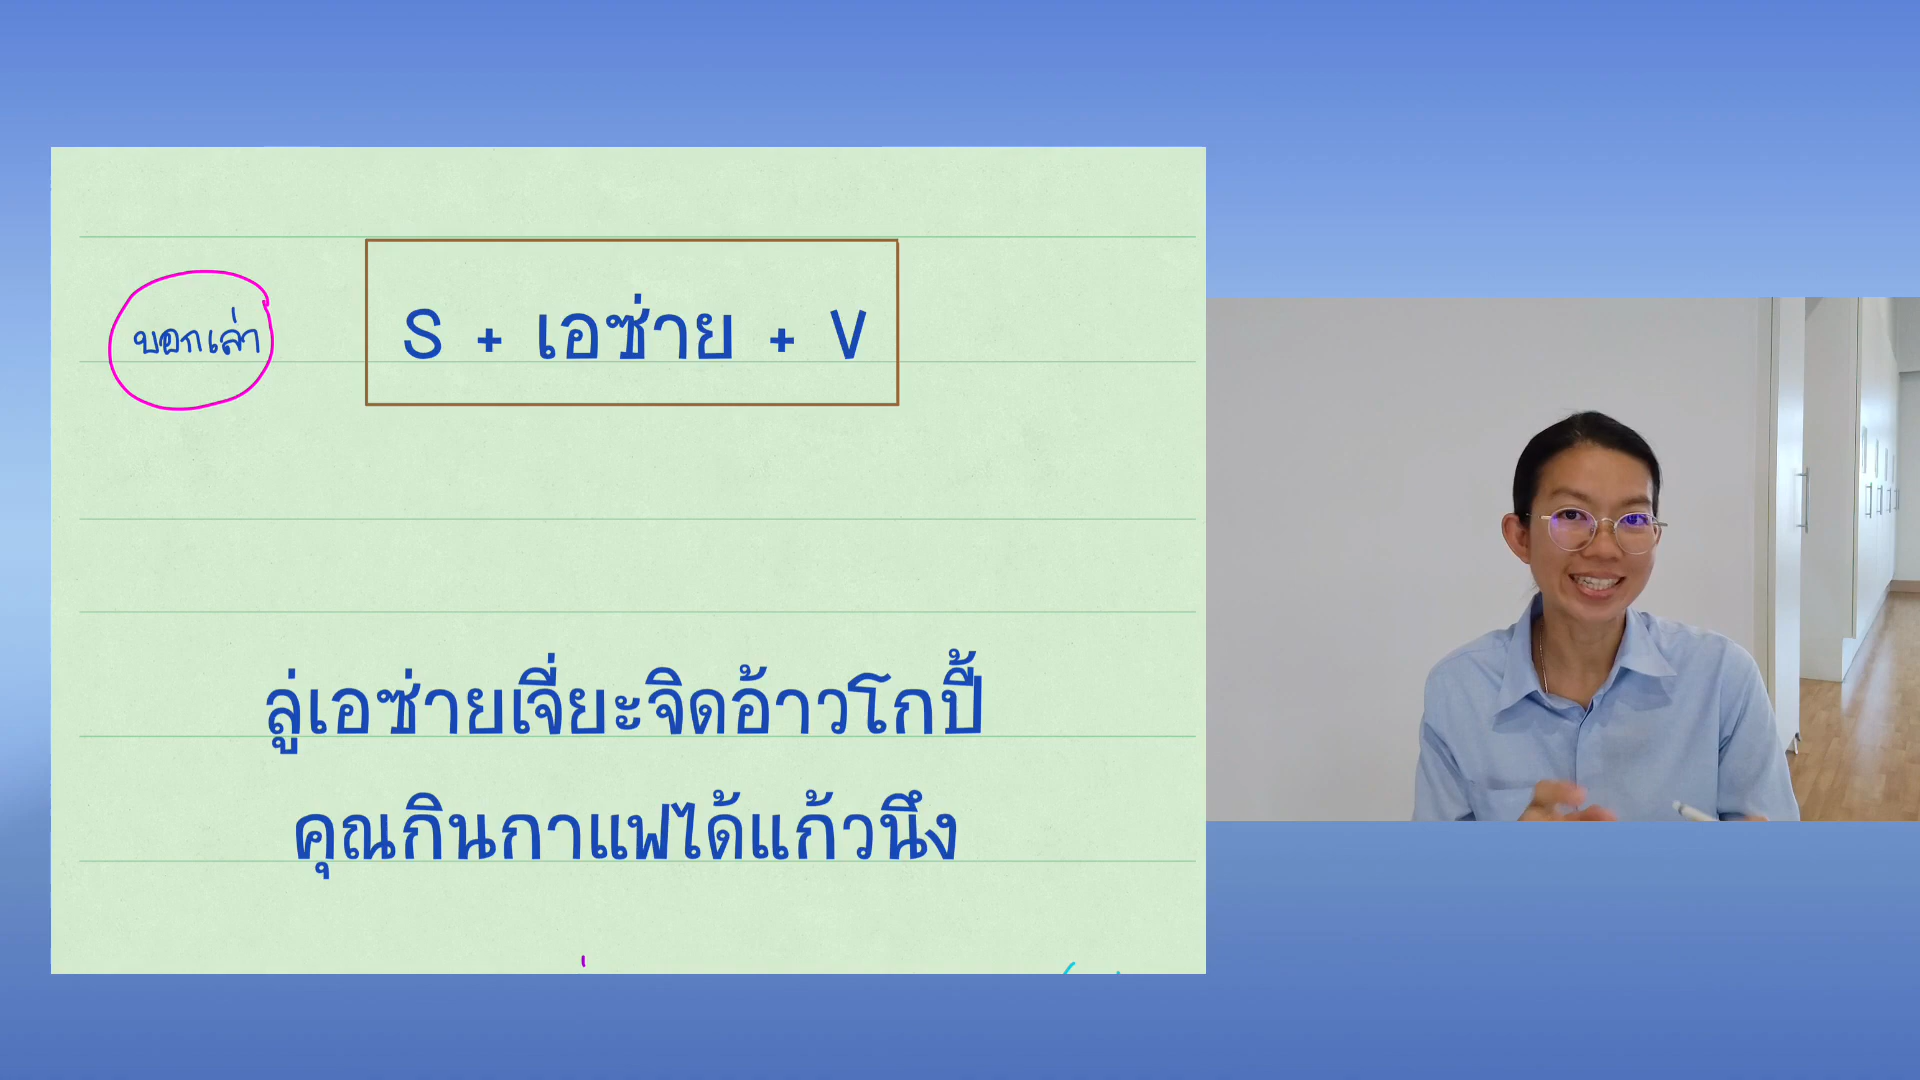 บอกเล่า
S + เอซ่าย + V
ลู่เอซ่ายเจี่ยะจิดอ้าวโกปี้
คุณกินกาแฟได้แก้วนึง